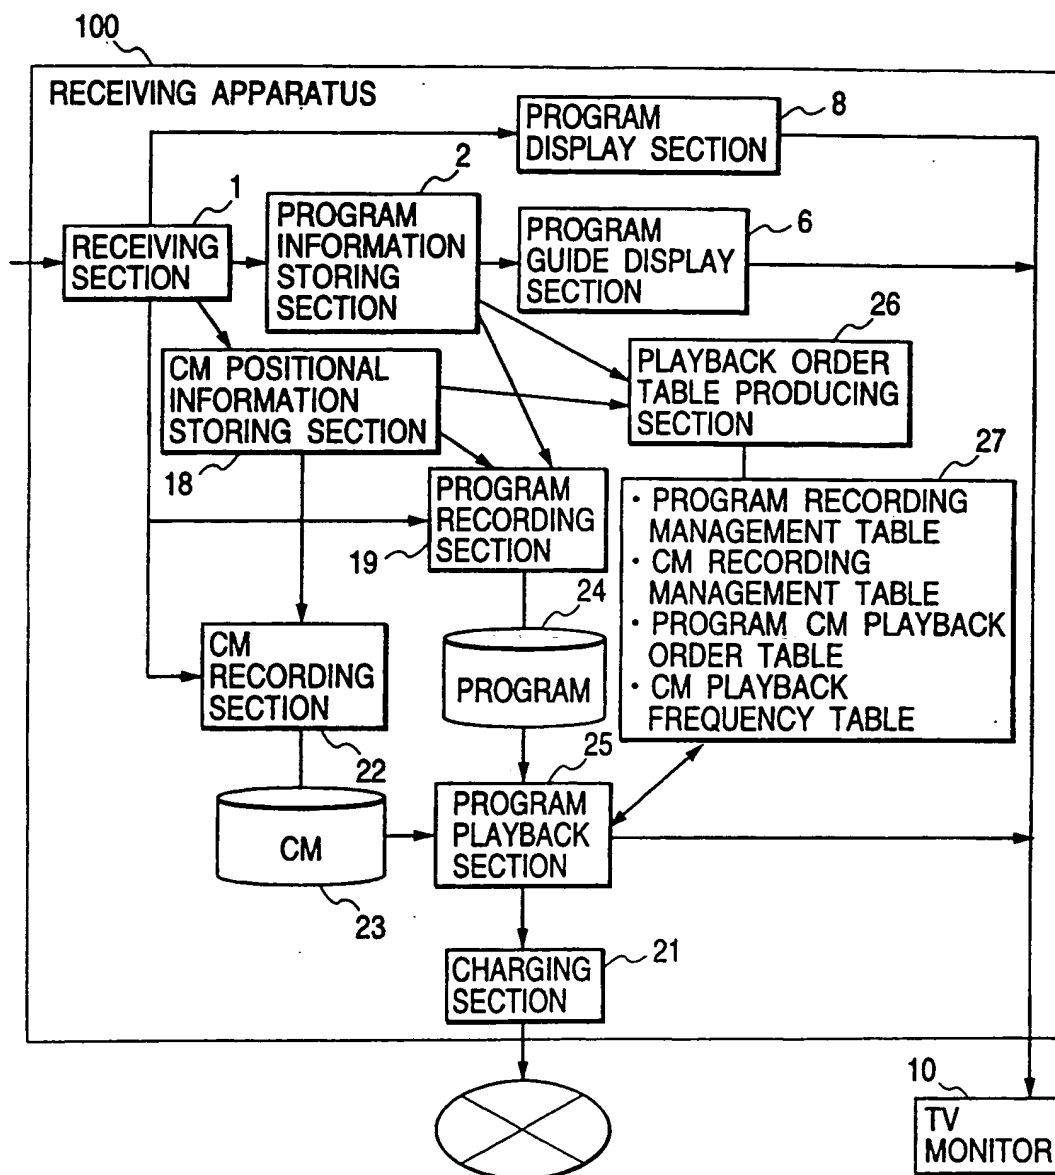 100
RECEIVING APPARATUS
8
PROGRAM
DISPLAY SECTION
1
RECEIVING
SECTION
2
PROGRAM
INFORMATION
STORING
SECTION
6
PROGRAM
GUIDE DISPLAY
SECTION
26
PLAYBACK ORDER
TABLE PRODUCING
SECTION
CM POSITIONAL
INFORMATION
STORING SECTION
18
PROGRAM
RECORDING
SECTION
19
27
· PROGRAM RECORDING
MANAGEMENT TABLE
· CM RECORDING
MANAGEMENT TABLE
· PROGRAM CM PLAYBACK
ORDER TABLE
· CM PLAYBACK
FREQUENCY TABLE
24
PROGRAM
CM
RECORDING
SECTION
22
25
PROGRAM
PLAYBACK
SECTION
CM
23
21
CHARGING
SECTION
10
TV
MONITOR